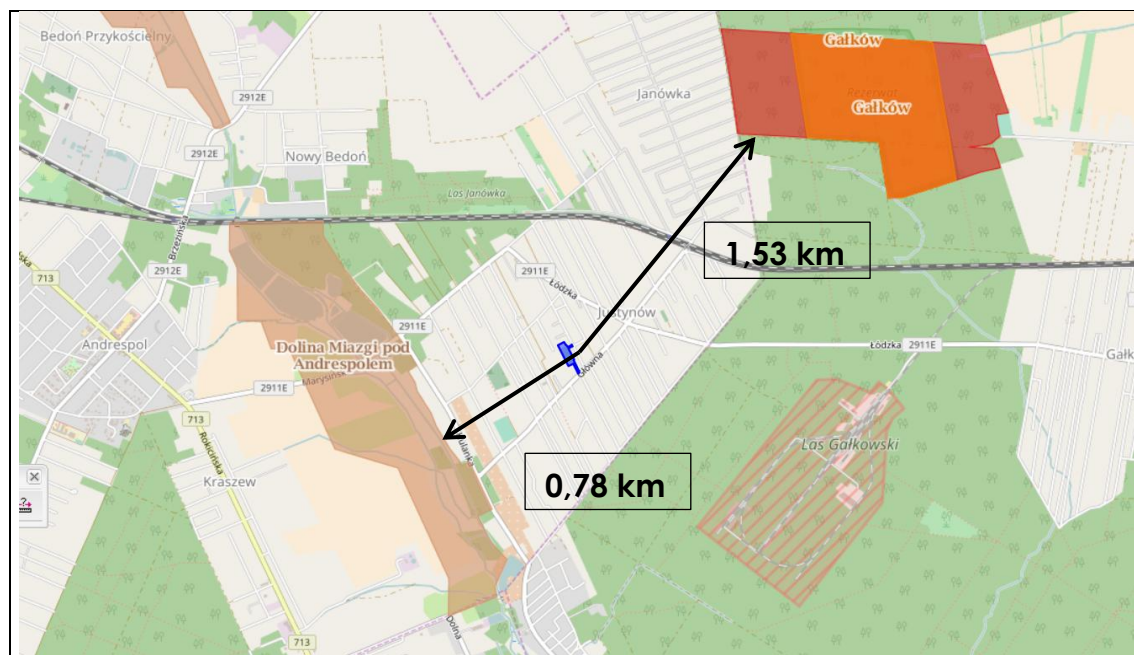 Bedoń Przykościelny
Gałków
2912E
Janówka
Rezerwat
Gałków
2912E
Nowy Bedoń
Las Janówka
Brzezińska
1,53 km
713
2912E
2911E
Łódzka
Justynów
2911E
Andrespol
Dolina Miazgi pod
Andrespolem
Łódzka
2911E
Główna
2911E
713
Rokicińska
Las Gałkowski
Kraszew
0,78 km
713
Dolna